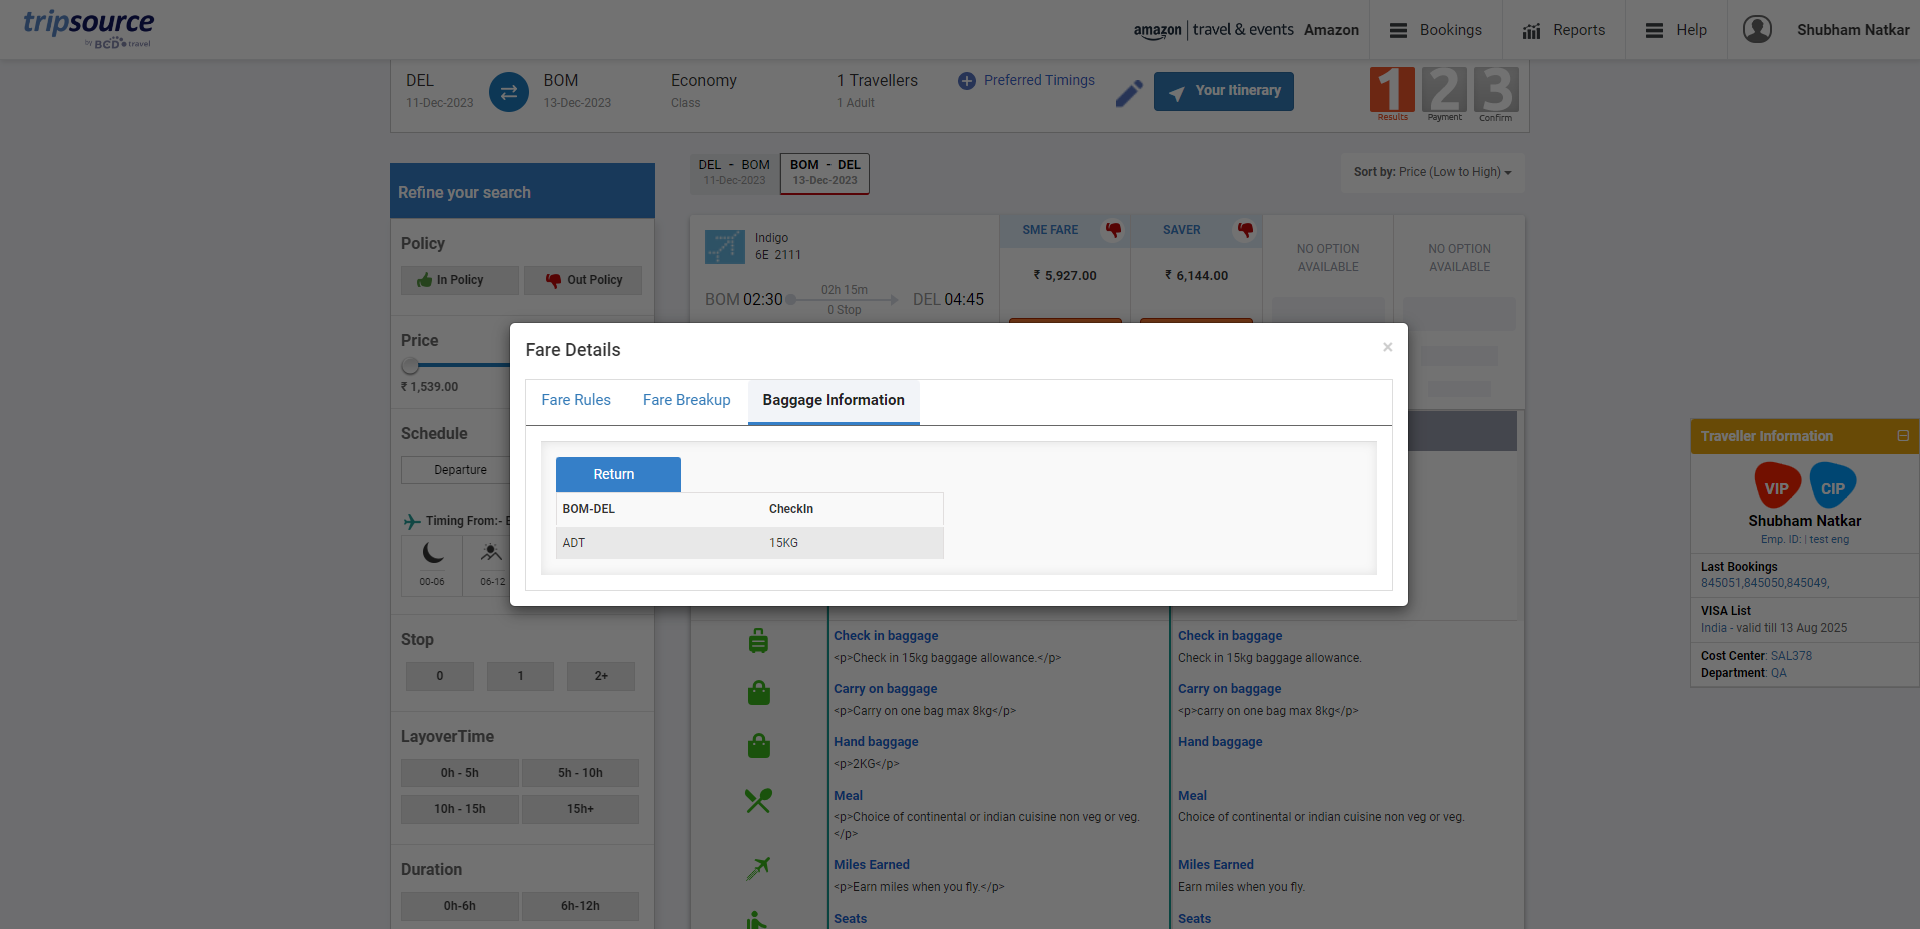 tripsource
by BCD travel
amazon | travel & events Amazon
Bookings
Reports
Help
Shubham Natkar
DEL
11-Dec-2023
BOM
13-Dec-2023
Economy
Class
1 Travellers
1 Adult
Preferred Timings
Your Itinerary
1 2 3
Results Payment Confirm
Refine your search
Policy
In Policy Out Policy
Price
₹ 1,539.00
Schedule
Departure
Timing From:-
00-06 06-12
Stop
0 1 2+
LayoverTime
0h - 5h 5h - 10h
10h - 15h 15h+
Duration
0h-6h 6h-12h
DEL - BOM
11-Dec-2023
BOM - DEL
13-Dec-2023
Sort by: Price (Low to High)
Indigo
6E 2111
BOM 02:30
02h 15m
0 Stop
DEL 04:45
SME FARE
₹ 5,927.00
SAVER
₹ 6,144.00
NO OPTION
AVAILABLE
NO OPTION
AVAILABLE
Fare Details ×
Fare Rules Fare Breakup Baggage Information
Return
BOM-DEL CheckIn
ADT 15KG
Check in baggage
<p>Check in 15kg baggage allowance.</p>
Carry on baggage
<p>Carry on one bag max 8kg</p>
Hand baggage
<p>2KG</p>
Meal
<p>Choice of continental or indian cuisine non veg or veg.
</p>
Miles Earned
<p>Earn miles when you fly.</p>
Seats
Check in baggage
Check in 15kg baggage allowance.
Carry on baggage
<p>carry on one bag max 8kg</p>
Hand baggage
Meal
Choice of continental or indian cuisine non veg or veg.
Miles Earned
Earn miles when you fly.
Seats
Traveller Information
VIP CIP
Shubham Natkar
Emp. ID: | test eng
Last Bookings
845051,845050,845049,
VISA List
India - valid till 13 Aug 2025
Cost Center: SAL378
Department: QA